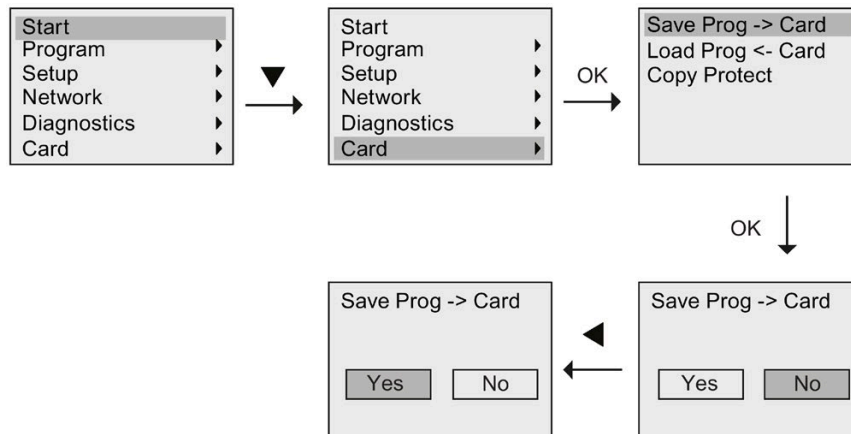 Start
Program
Setup
Network
Diagnostics
Card
Start
Program
Setup
Network
Diagnostics
Card
OK
Save Prog -> Card
Load Prog <- Card
Copy Protect
OK
Save Prog -> Card
Yes No
Save Prog -> Card
Yes No